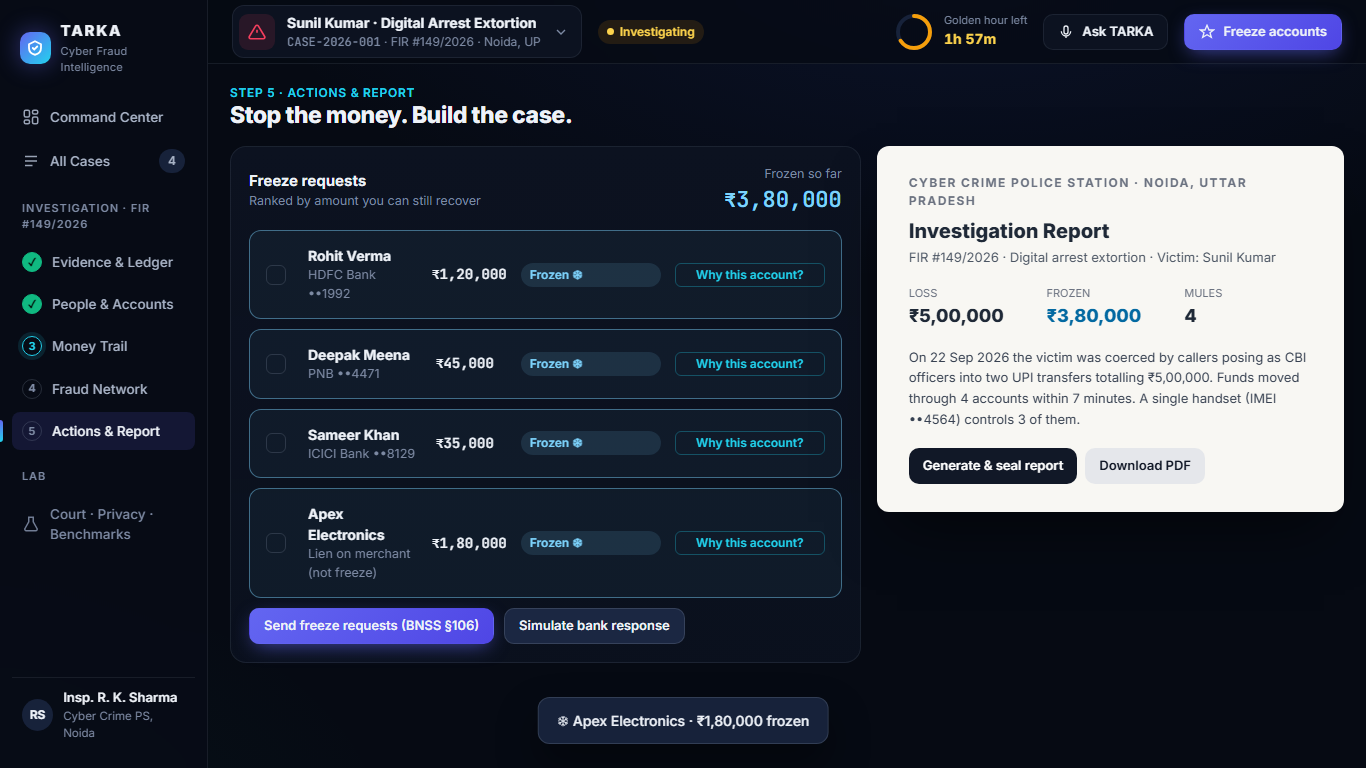 TARKA
Cyber Fraud
Intelligence
Command Center
All Cases 4
INVESTIGATION · FIR
#149/2026
Evidence & Ledger
People & Accounts
3 Money Trail
4 Fraud Network
5 Actions & Report
LAB
Court · Privacy ·
Benchmarks
RS
Insp. R. K. Sharma
Cyber Crime PS,
Noida
Sunil Kumar · Digital Arrest Extortion
CASE-2026-001 · FIR #149/2026 · Noida, UP
Investigating
Golden hour left
1h 57m
Ask TARKA
Freeze accounts
STEP 5 · ACTIONS & REPORT
Stop the money. Build the case.
Freeze requests
Ranked by amount you can still recover
Frozen so far
₹3,80,000
Rohit Verma
HDFC Bank
••1992
₹1,20,000
Frozen ❄
Why this account?
Deepak Meena
PNB ••4471
₹45,000
Frozen ❄
Why this account?
Sameer Khan
ICICI Bank ••8129
₹35,000
Frozen ❄
Why this account?
Apex
Electronics
Lien on merchant
(not freeze)
₹1,80,000
Frozen ❄
Why this account?
Send freeze requests (BNSS §106)
Simulate bank response
CYBER CRIME POLICE STATION · NOIDA, UTTAR
PRADESH
Investigation Report
FIR #149/2026 · Digital arrest extortion · Victim: Sunil Kumar
LOSS
₹5,00,000
FROZEN
₹3,80,000
MULES
4
On 22 Sep 2026 the victim was coerced by callers posing as CBI
officers into two UPI transfers totalling ₹5,00,000. Funds moved
through 4 accounts within 7 minutes. A single handset (IMEI
••4564) controls 3 of them.
Generate & seal report
Download PDF
❄ Apex Electronics · ₹1,80,000 frozen